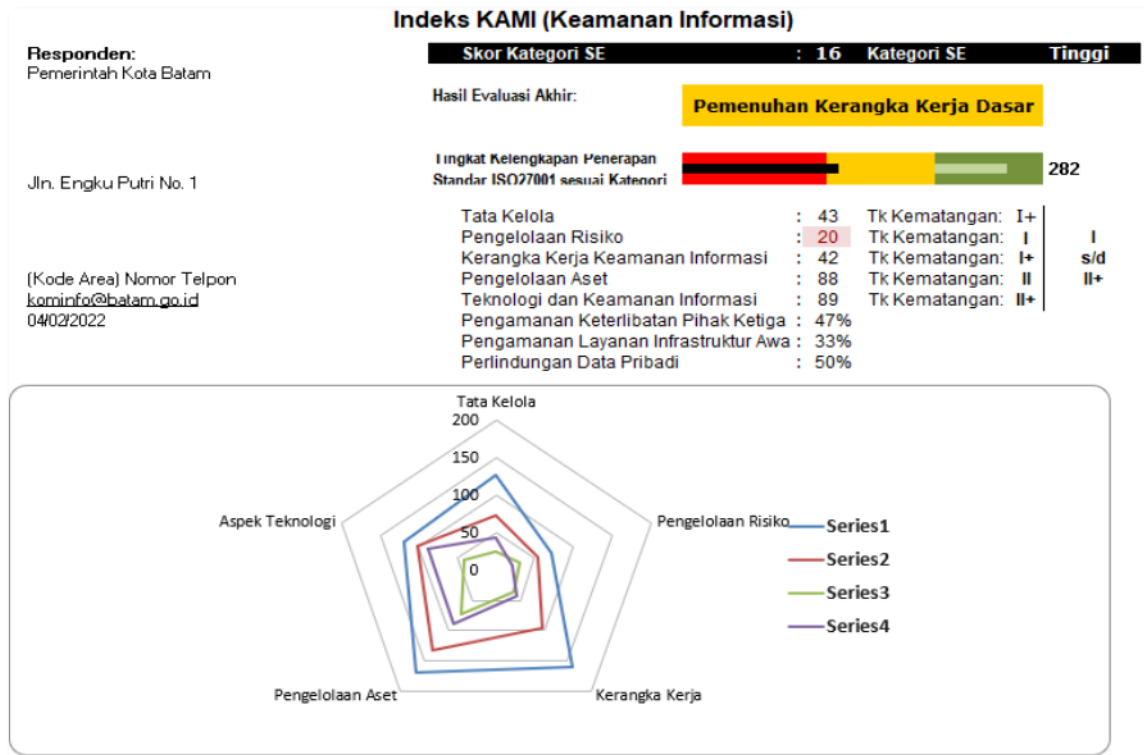 Indeks KAMI (Keamanan Informasi)
Responden:
Pemerintah Kota Batam
Jln. Engku Putri No. 1
(Kode Area) Nomor Telpon
kominfo@batam.go.id
04/02/2022
Skor Kategori SE : 16 Kategori SE Tinggi
Hasil Evaluasi Akhir: Pemenuhan Kerangka Kerja Dasar
Tingkat Kelengkapan Penerapan
Standar ISO27001 sesuai Kategori 282
Tata Kelola : 43 Tk Kematangan: I+
Pengelolaan Risiko : 20 Tk Kematangan: I I
Kerangka Kerja Keamanan Informasi : 42 Tk Kematangan: I+ s/d
Pengelolaan Aset : 88 Tk Kematangan: II II+
Teknologi dan Keamanan Informasi : 89 Tk Kematangan: II+
Pengamanan Keterlibatan Pihak Ketiga : 47%
Pengamanan Layanan Infrastruktur Awa : 33%
Perlindungan Data Pribadi : 50%
Tata Kelola
200
150
100
50
0
Aspek Teknologi
Pengelolaan Risiko
Pengelolaan Aset
Kerangka Kerja
Series1
Series2
Series3
Series4